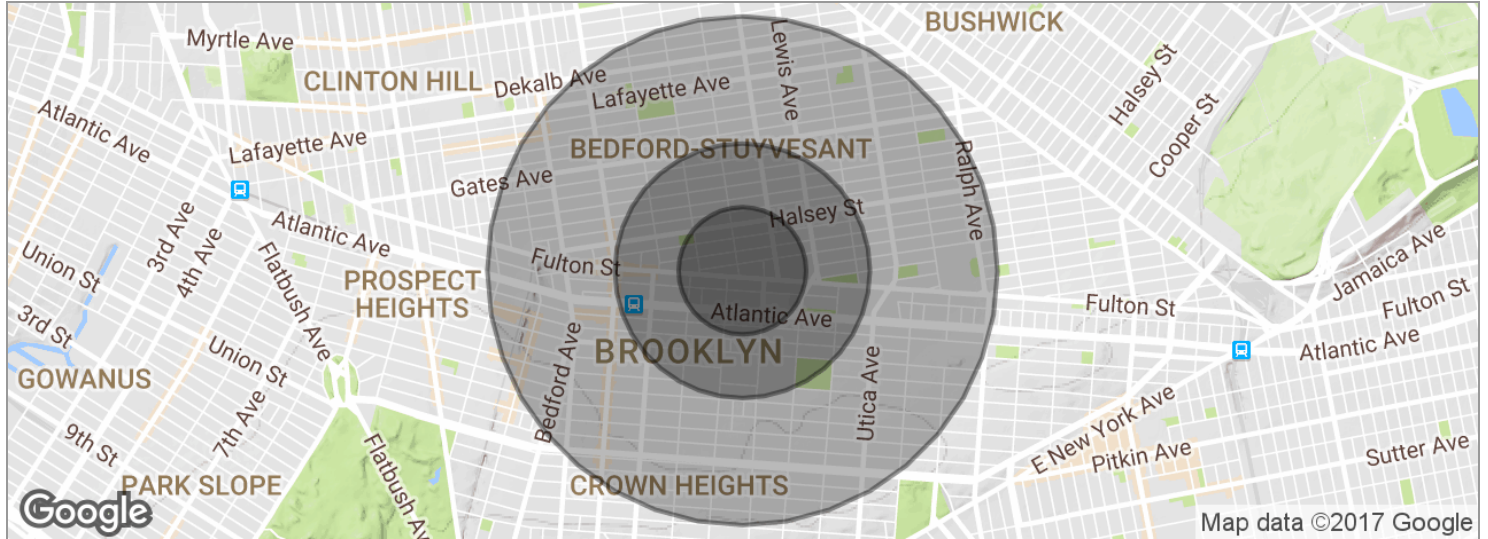 BUSHWICK
Myrtle Ave
Lewis Ave
CLINTON HILL
Dekalb Ave
Lafayette Ave
Halsey St
Cooper St
Atlantic Ave
Lafayette Ave
BEDFORD-STUYVESANT
Gates Ave
Ralph Ave
Halsey St
3rd Ave
4th Ave
Atlantic Ave
Union St
Flatbush Ave
Fulton St
PROSPECT
HEIGHTS
Jamaica Ave
Fulton St
Fulton St
Atlantic Ave
Atlantic Ave
3rd St
Union St
BROOKLYN
GOWANUS
Bedford Ave
Utica Ave
7th Ave
9th St
E New York Ave
Pitkin Ave
Sutter Ave
Flatbush Av
PARK SLOPE
CROWN HEIGHTS
Google
Map data ©2017 Google